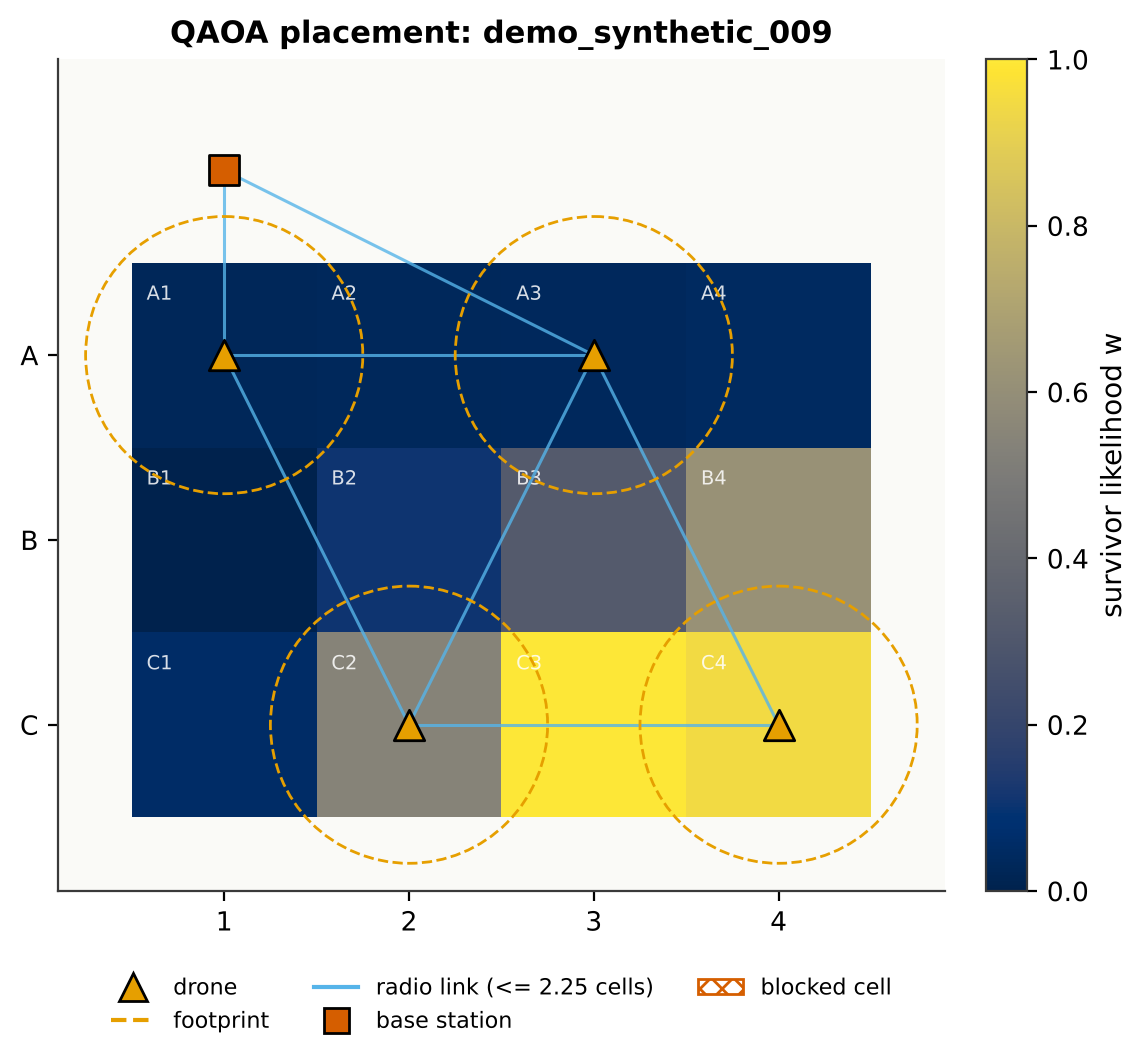 QAOA placement: demo_synthetic_009
A1 A2 A3 A4
B1 B2 B3 B4
C1 C2 C3 C4
A
B
C
1 2 3 4
1.0
0.8
0.6
0.4
0.2
0.0
survivor likelihood w
drone
radio link (<= 2.25 cells)
blocked cell
footprint
base station